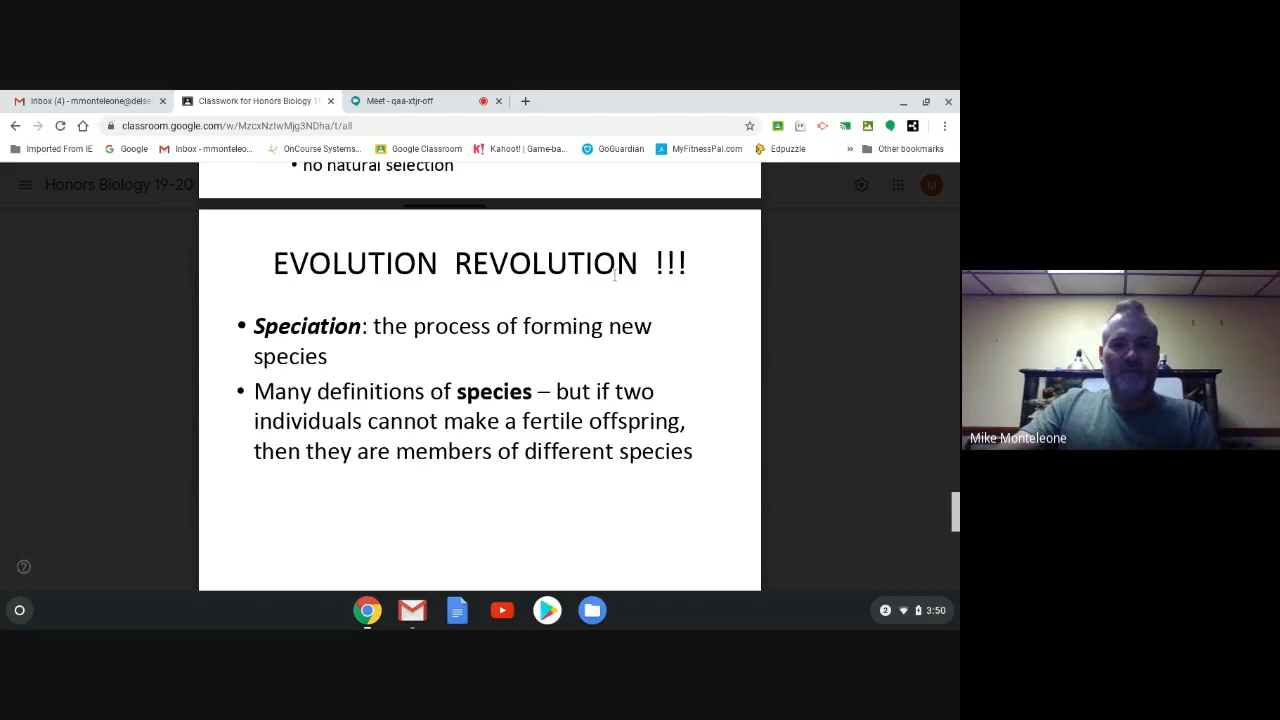 Inbox (4) - mmonteleone@delse
Classwork for Honors Biology 1
Meet - qaa-xtjr-off
classroom.google.com/w/MzcxNzIwMjg3NDha/t/all
Imported From IE
Google
Inbox - mmonteleo...
OnCourse Systems...
Google Classroom
Kahoot! | Game-ba...
GoGuardian
MyFitnessPal.com
Edpuzzle
»
Other bookmarks
• no natural selection
Honors Biology 19-20
M
EVOLUTION REVOLUTION !!!
• Speciation: the process of forming new
species
• Many definitions of species – but if two
individuals cannot make a fertile offspring,
then they are members of different species
Mike Monteleone
2
3:50